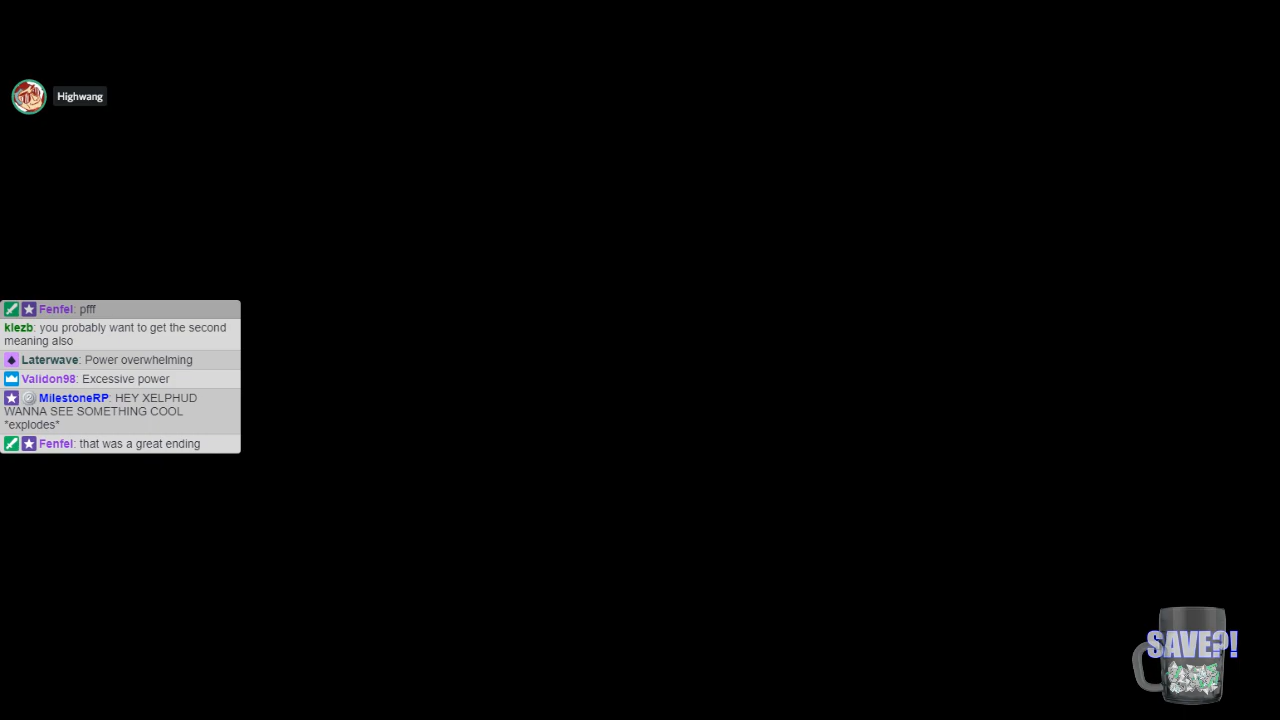 Highwang
Fenfel: pfff
klezb: you probably want to get the second
meaning also
Laterwave: Power overwhelming
Validon98: Excessive power
MilestoneRP: HEY XELPHUD
WANNA SEE SOMETHING COOL
*explodes*
Fenfel: that was a great ending
SAVE?!